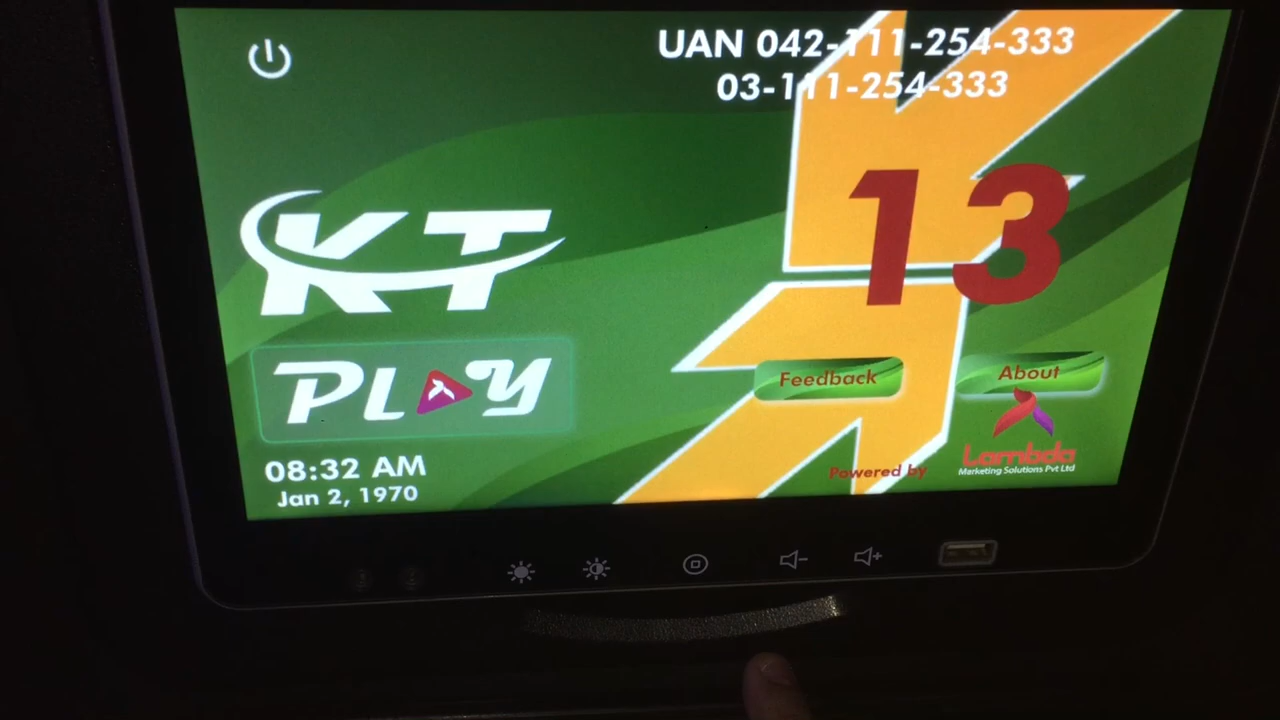 UAN 042-111-254-333
03-111-254-333
13
KT
PLAY
Feedback
About
08:32 AM
Jan 2, 1970
Powered by
Lambda
Marketing Solutions Pvt Ltd